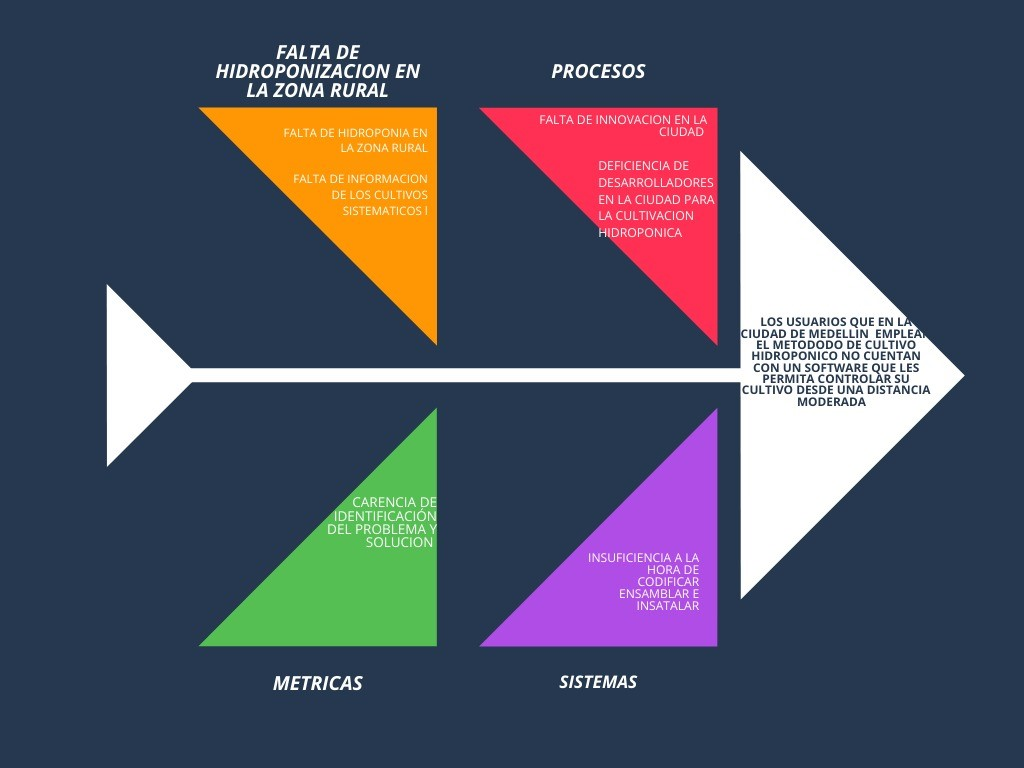 FALTA DE
HIDROPONIZACION EN
LA ZONA RURAL
FALTA DE HIDROPONIA EN
LA ZONA RURAL
FALTA DE INFORMACION
DE LOS CULTIVOS
SISTEMATICOS I
PROCESOS
FALTA DE INNOVACION EN LA
CIUDAD
DEFICIENCIA DE
DESARROLLADORES
EN LA CIUDAD PARA
LA CULTIVACION
HIDROPONICA
LOS USUARIOS QUE EN LA
CIUDAD DE MEDELLIN EMPLEAN
EL METODODO DE CULTIVO
HIDROPONICO NO CUENTAN
CON UN SOFTWARE QUE LES
PERMITA CONTROLAR SU
CULTIVO DESDE UNA DISTANCIA
MODERADA
CARENCIA DE
IDENTIFICACIÓN
DEL PROBLEMA Y
SOLUCION
METRICAS
INSUFICIENCIA A LA
HORA DE
CODIFICAR
ENSAMBLAR E
INSATALAR
SISTEMAS